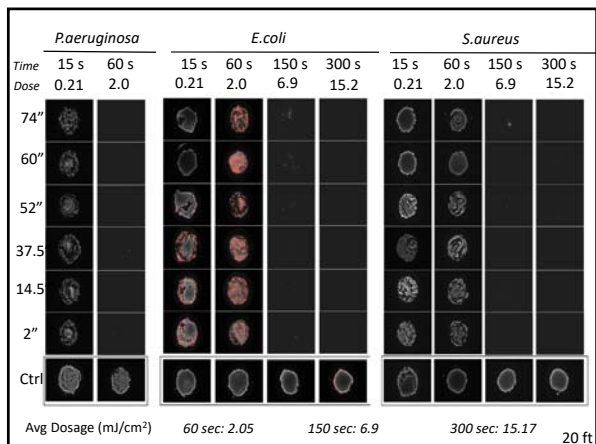 P.aeruginosa E.coli S.aureus
Time 15 s 60 s 15 s 60 s 150 s 300 s 15 s 60 s 150 s 300 s
Dose 0.21 2.0 0.21 2.0 6.9 15.2 0.21 2.0 6.9 15.2
74”
60”
52”
37.5
14.5
2”
Ctrl
Avg Dosage (mJ/cm²) 60 sec: 2.05 150 sec: 6.9 300 sec: 15.17 20 ft